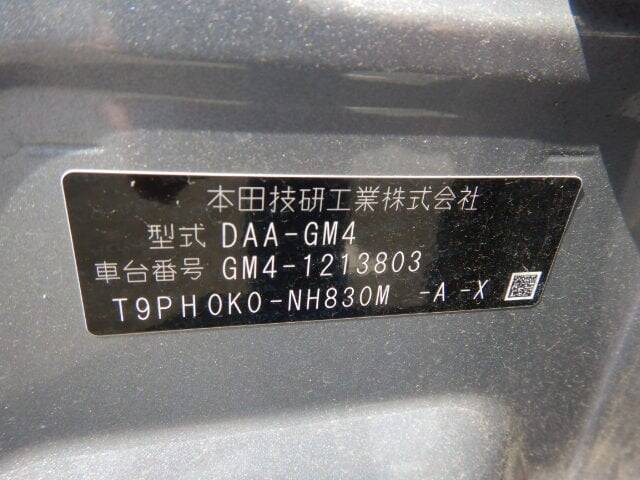 本田技研工業株式会社
型式 DAA-GM4
車台番号 GM4-1213803
T9PH0K0-NH830M -A -X